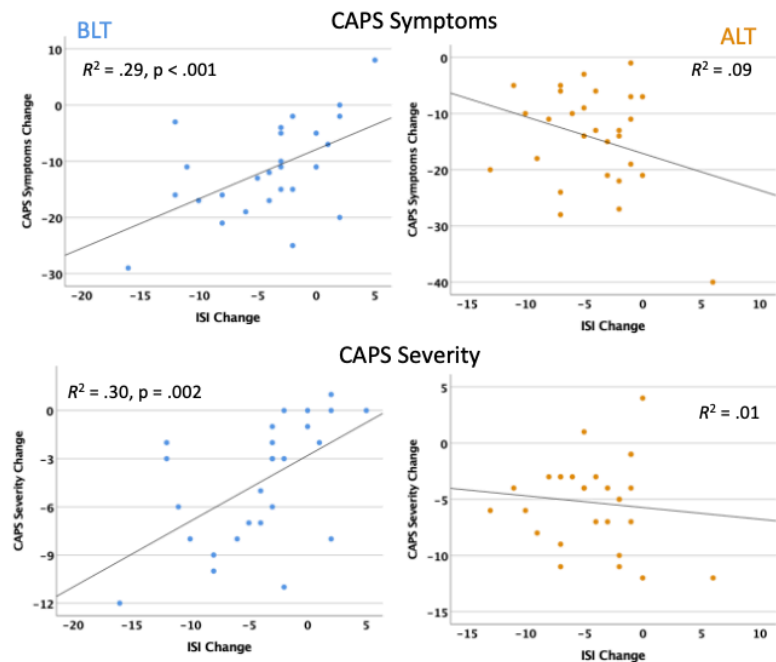 CAPS Symptoms
BLT
ALT
R² = .29, p < .001
10
0
−10
−20
−30
CAPS Symptoms Change
−20 −15 −10 −5 0 5
ISI Change
R² = .09
0
−10
−20
−30
−40
CAPS Symptoms Change
−15 −10 −5 0 5 10
ISI Change
CAPS Severity
R² = .30, p = .002
0
−3
−6
−9
−12
CAPS Severity Change
−20 −15 −10 −5 0 5
ISI Change
R² = .01
5
0
−5
−10
−15
CAPS Severity Change
−15 −10 −5 0 5 10
ISI Change